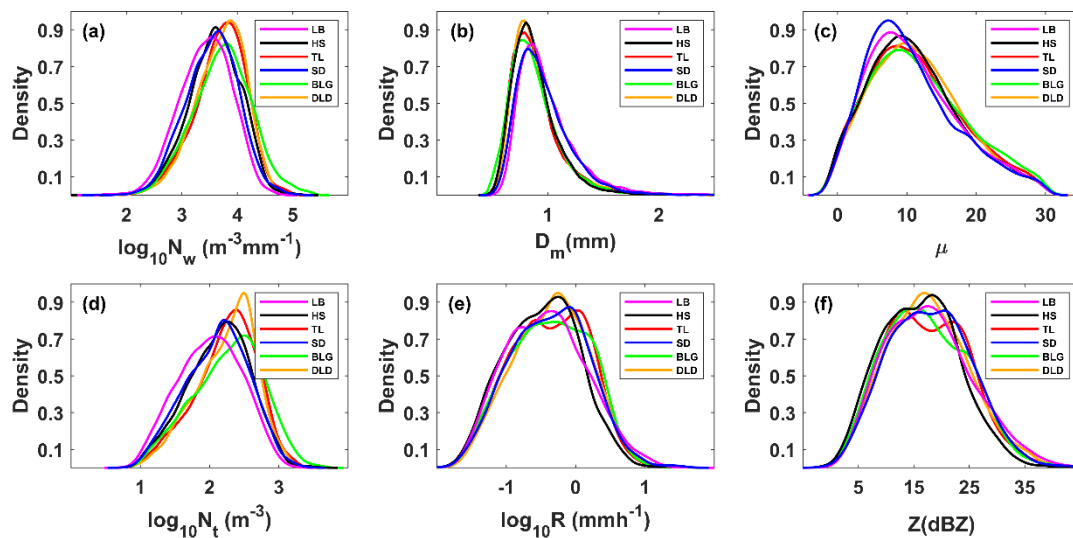 (a)
Density
0.9
0.7
0.5
0.3
0.1
2 3 4 5
log10Nw (m-3mm-1)
LB
HS
TL
SD
BLG
DLD
(b)
Density
0.9
0.7
0.5
0.3
0.1
1 2
Dm(mm)
LB
HS
TL
SD
BLG
DLD
(c)
Density
0.9
0.7
0.5
0.3
0.1
0 10 20 30
μ
LB
HS
TL
SD
BLG
DLD
(d)
Density
0.9
0.7
0.5
0.3
0.1
1 2 3
log10Nt (m-3)
LB
HS
TL
SD
BLG
DLD
(e)
Density
0.9
0.7
0.5
0.3
0.1
-1 0 1
log10R (mmh-1)
LB
HS
TL
SD
BLG
DLD
(f)
Density
0.9
0.7
0.5
0.3
0.1
5 15 25 35
Z(dBZ)
LB
HS
TL
SD
BLG
DLD